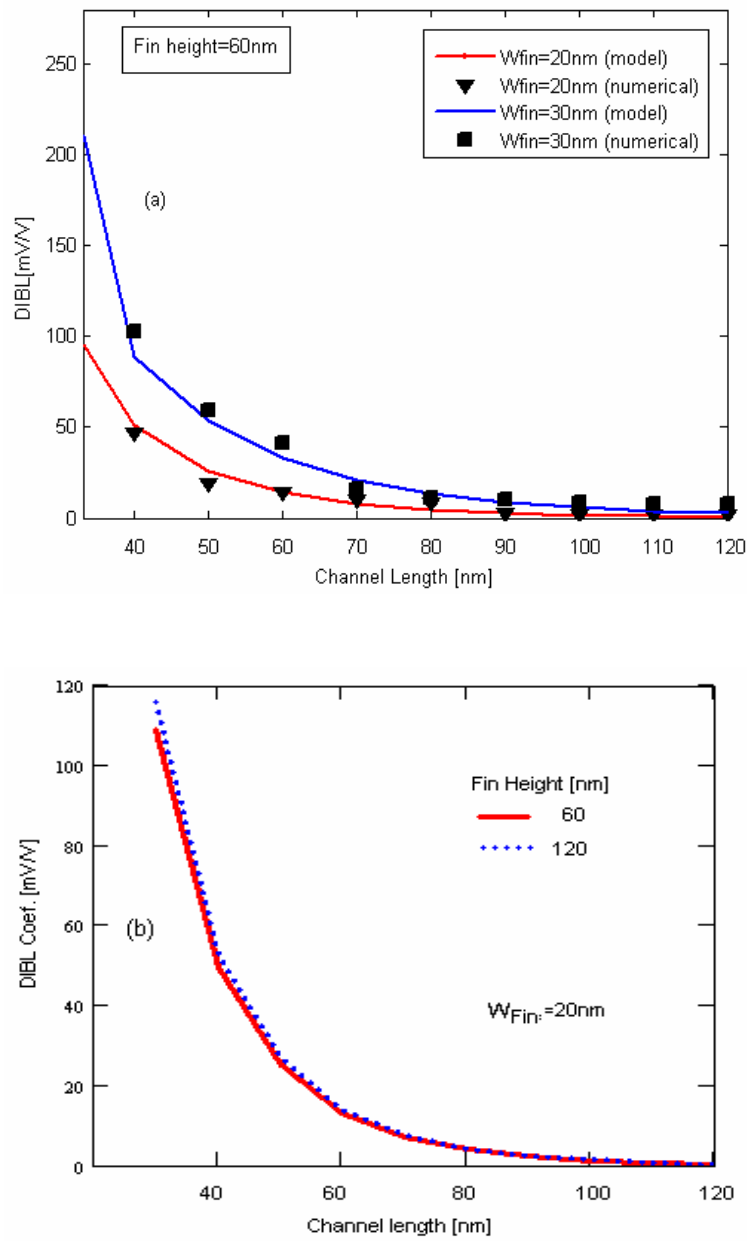 Fin height=60nm
Wfin=20nm (model)
Wfin=20nm (numerical)
Wfin=30nm (model)
Wfin=30nm (numerical)
(a)
DIBL[mV/V]
250
200
150
100
50
0
40 50 60 70 80 90 100 110 120
Channel Length [nm]
120
100
80
60
40
20
0
DIBL Coef. [mV/V]
Fin Height [nm]
60
120
(b)
WFin:=20nm
40 60 80 100 120
Channel length [nm]